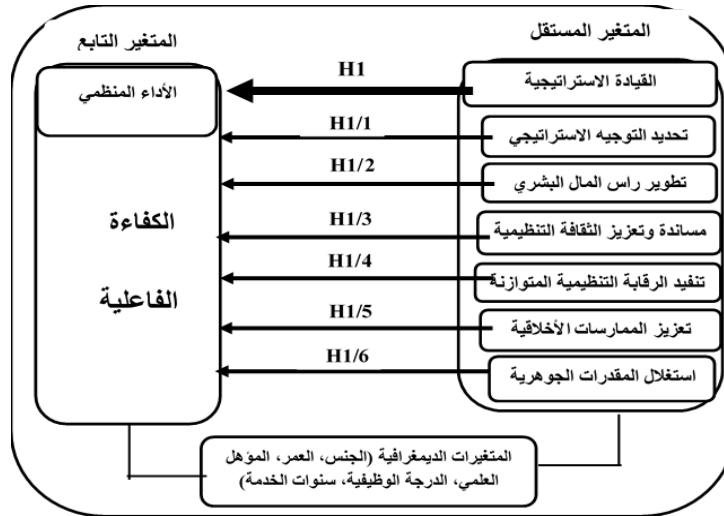 المتغير المستقل
المتغير التابع
القيادة الاستراتيجية
H1
الأداء المنظمي
تحديد التوجيه الاستراتيجي
H1/1
تطوير راس المال البشري
H1/2
مساندة وتعزيز الثقافة التنظيمية
H1/3
الكفاءة
تنفيد الرقابة التنظيمية المتوازنة
H1/4
الفاعلية
تعزيز الممارسات الأخلاقية
H1/5
استغلال المقدرات الجوهرية
H1/6
المتغيرات الديمغرافية (الجنس، العمر، المؤهل
العلمي، الدرجة الوظيفية، سنوات الخدمة)